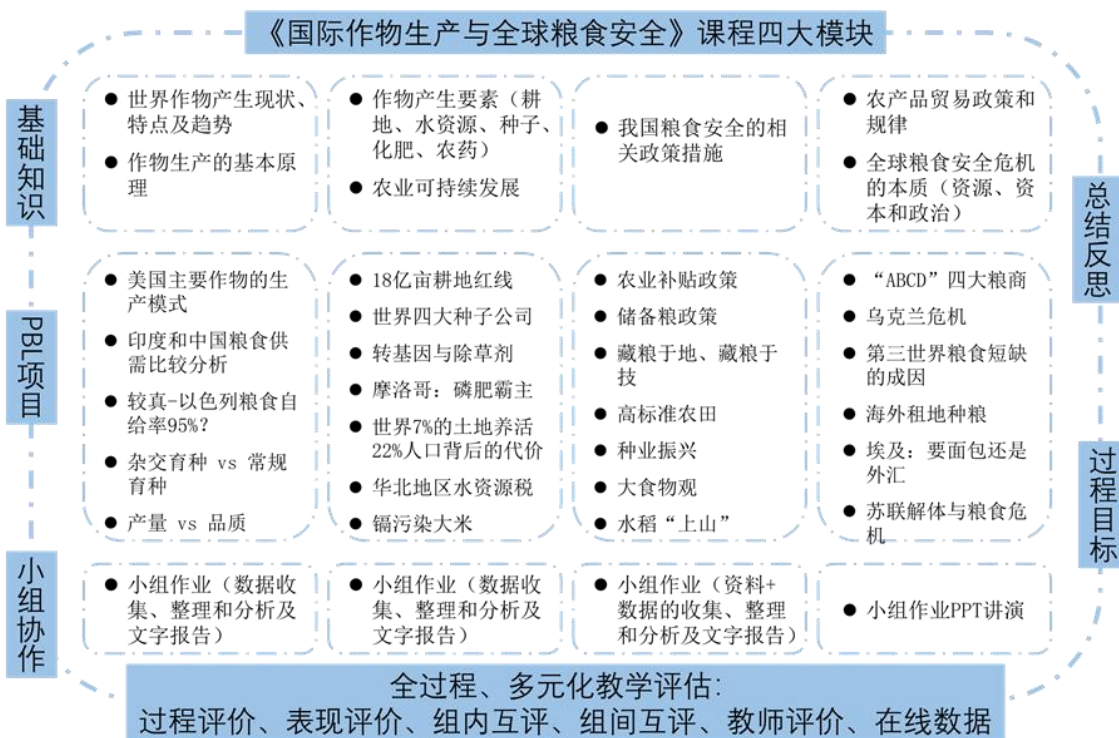 《国际作物生产与全球粮食安全》课程四大模块
基础知识
● 世界作物产生现状、
特点及趋势
● 作物生产的基本原
理
● 作物产生要素（耕
地、水资源、种子、
化肥、农药）
● 农业可持续发展
● 我国粮食安全的相
关政策措施
● 农产品贸易政策和
规律
● 全球粮食安全危机
的本质（资源、资
本和政治）
总结反思
PBL项目
● 美国主要作物的生
产模式
● 印度和中国粮食供
需比较分析
● 较真-以色列粮食自
给率95%？
● 杂交育种 vs 常规
育种
● 产量 vs 品质
● 18亿亩耕地红线
● 世界四大种子公司
● 转基因与除草剂
● 摩洛哥：磷肥霸主
● 世界7%的土地养活
22%人口背后的代价
● 华北地区水资源税
● 镉污染大米
● 农业补贴政策
● 储备粮政策
● 藏粮于地、藏粮于
技
● 高标准农田
● 种业振兴
● 大食物观
● 水稻“上山”
● “ABCD”四大粮商
● 乌克兰危机
● 第三世界粮食短缺
的成因
● 海外租地种粮
● 埃及：要面包还是
外汇
● 苏联解体与粮食危
机
过程目标
小组协作
● 小组作业（数据收
集、整理和分析及
文字报告）
● 小组作业（数据收
集、整理和分析及
文字报告）
● 小组作业（资料+
数据的收集、整理
和分析及文字报告）
● 小组作业PPT讲演
全过程、多元化教学评估：
过程评价、表现评价、组内互评、组间互评、教师评价、在线数据